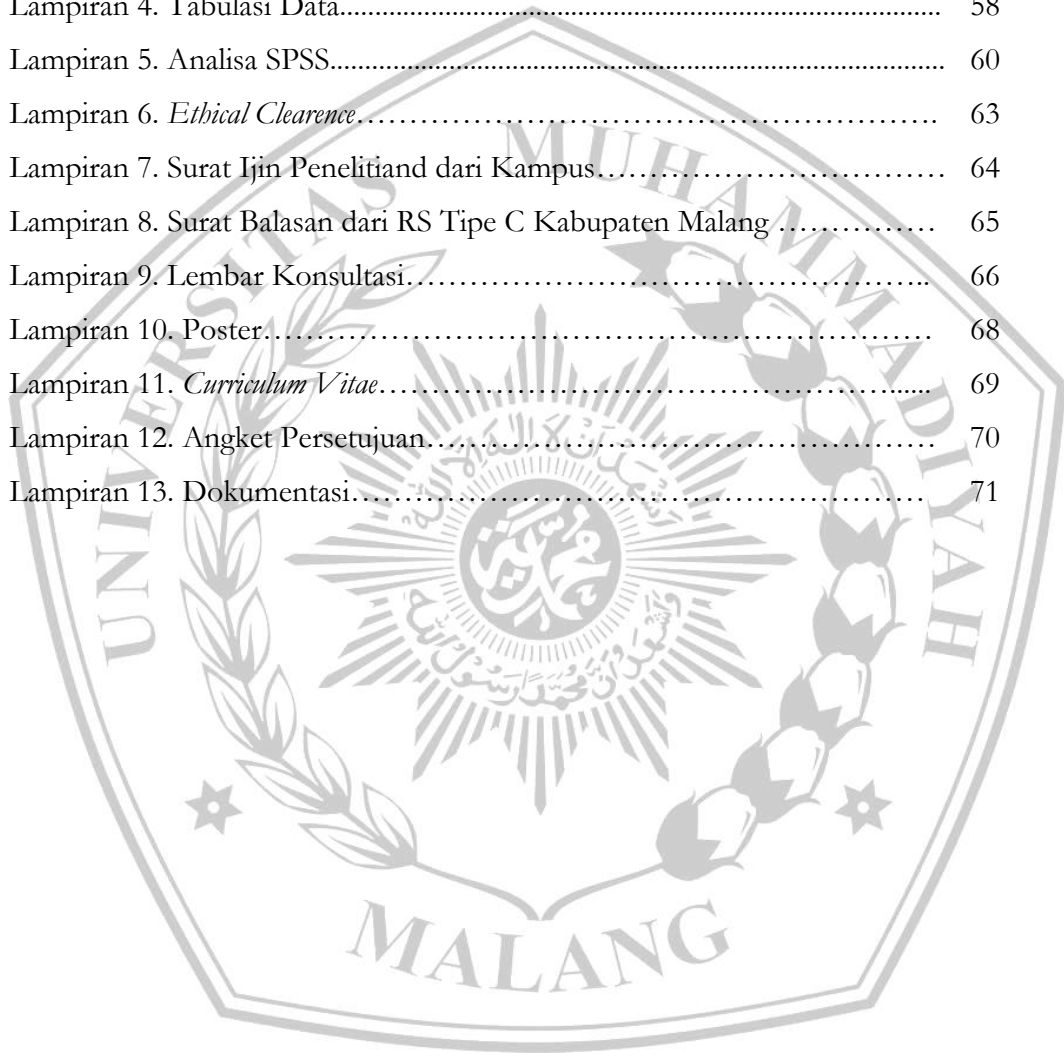 Lampiran 4. Tabulasi Data.................................................................................................. 58
Lampiran 5. Analisa SPSS.................................................................................................... 60
Lampiran 6. Ethical Clearence………………………………………………. 63
Lampiran 7. Surat Ijin Penelitiand dari Kampus…………………………… 64
Lampiran 8. Surat Balasan dari RS Tipe C Kabupaten Malang …………… 65
Lampiran 9. Lembar Konsultasi………………………………………….. 66
Lampiran 10. Poster……………………………………………………… 68
Lampiran 11. Curriculum Vitae………………………………………….... 69
Lampiran 12. Angket Persetujuan………………………………………… 70
Lampiran 13. Dokumentasi……………………………………………… 71
UNIVERSITAS MUHAMMADIYAH
MALANG